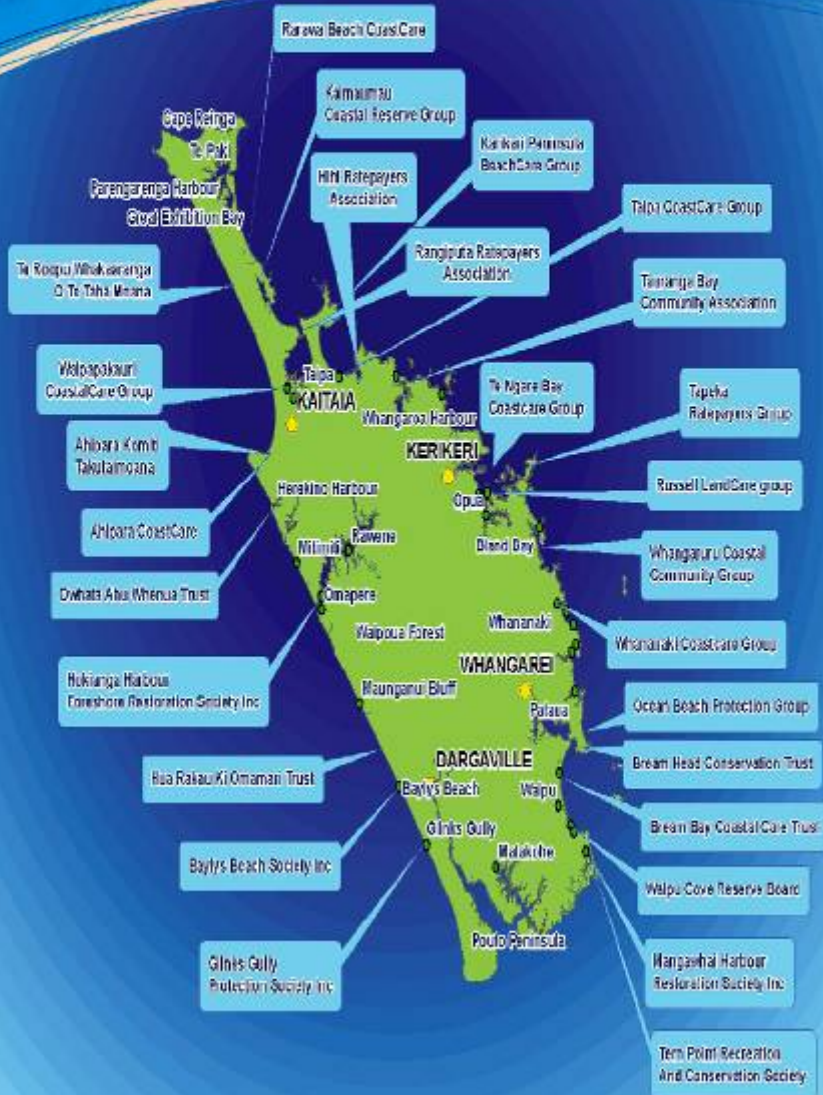 Rarawa Beach CoastCare
Kaimaumau
Coastal Reserve Group
Karikari Peninsula
BeachCare Group
Hihi Ratepayers
Association
Taipa CoastCare Group
Rangiputa Ratepayers
Association
Tauranga Bay
Community Association
Te Roopu Whakaoranga
O Te Taha Moana
Waipapakauri
CoastalCare Group
Te Ngare Bay
Coastcare Group
Tapeka
Ratepayers Group
Ahipara Komiti
Takutaimoana
Russell LandCare group
Ahipara CoastCare
Whangaruru Coastal
Community Group
Owhata Ahu Whenua Trust
Whananaki Coastcare Group
Hokianga Harbour
Foreshore Restoration Society Inc
Ocean Beach Protection Group
Bream Head Conservation Trust
Hua Rakau Ki Omamari Trust
Bream Bay Coastal Care Trust
Baylys Beach Society Inc
Waipu Cove Reserve Board
Glinks Gully
Protection Society Inc
Mangawhai Harbour
Restoration Society Inc
Tern Point Recreation
And Conservation Society
Cape Reinga
Te Paki
Parengarenga Harbour
Great Exhibition Bay
Taipa
KAITAIA
Whangaroa Harbour
KERIKERI
Herekino Harbour
Opua
Mitimiti
Rawene
Bland Bay
Omapere
Waipoua Forest
Whananaki
WHANGAREI
Maunganui Bluff
Pataua
DARGAVILLE
Baylys Beach
Waipu
Glinks Gully
Matakohe
Pouto Peninsula